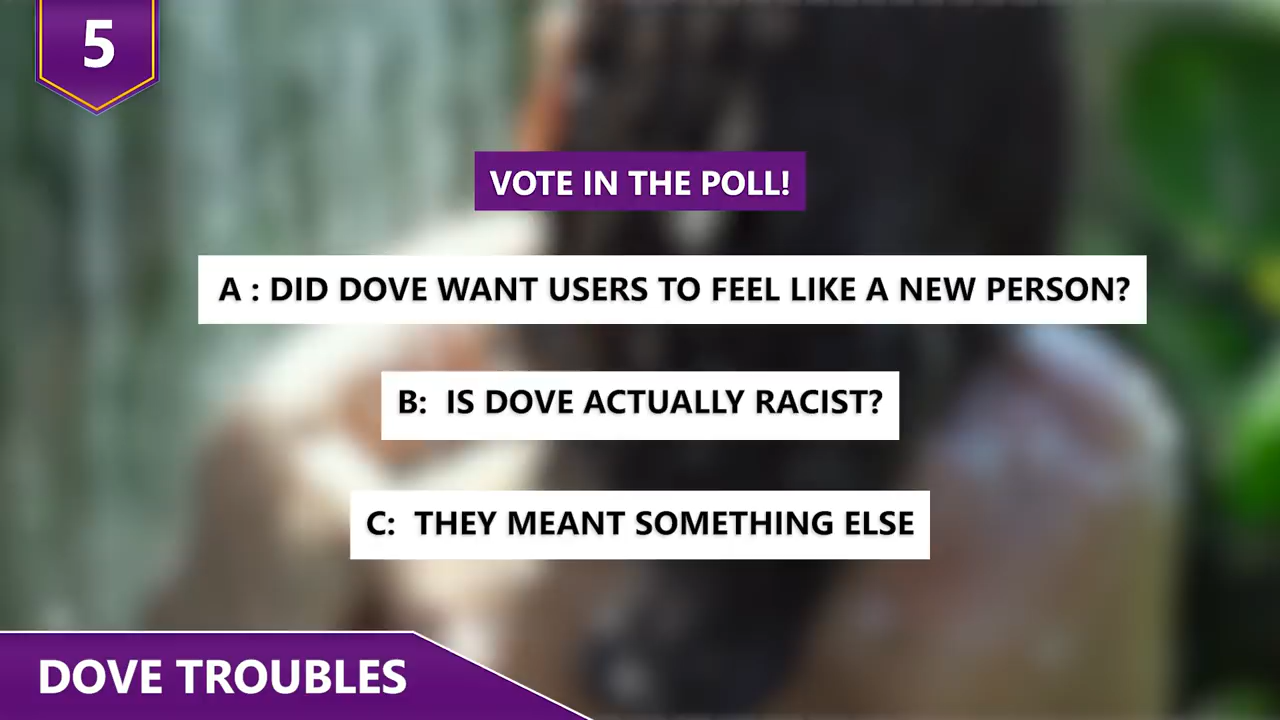 5
VOTE IN THE POLL!
A : DID DOVE WANT USERS TO FEEL LIKE A NEW PERSON?
B: IS DOVE ACTUALLY RACIST?
C: THEY MEANT SOMETHING ELSE
DOVE TROUBLES